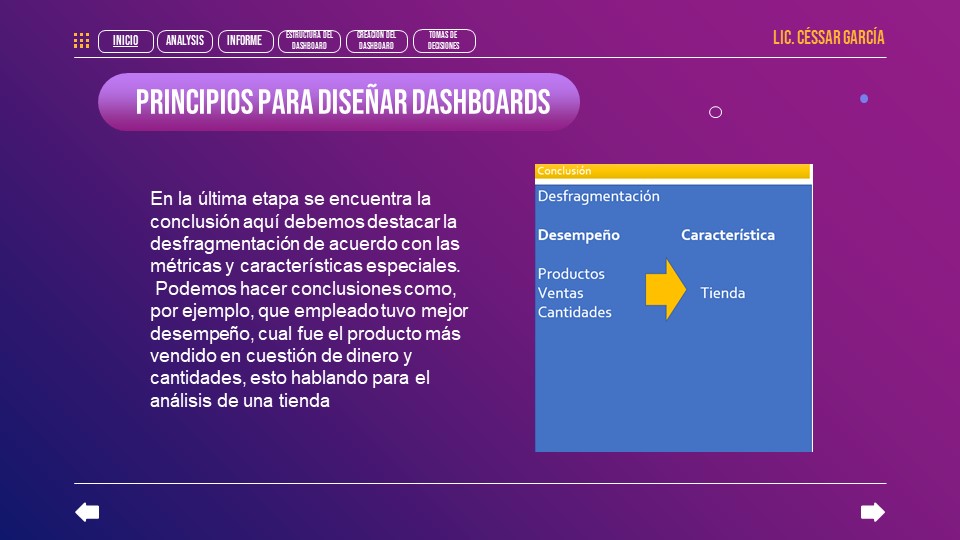 INICIO
ANALYSIS
INFORME
ESTRUCTURA DEL
DASHBOARD
CREACION DEL
DASHBOARD
TOMAS DE
DECISIONES
LIC. CÉSSAR GARCÍA
PRINCIPIOS PARA DISEÑAR DASHBOARDS
En la última etapa se encuentra la
conclusión aquí debemos destacar la
desfragmentación de acuerdo con las
métricas y características especiales.
Podemos hacer conclusiones como,
por ejemplo, que empleado tuvo mejor
desempeño, cual fue el producto más
vendido en cuestión de dinero y
cantidades, esto hablando para el
análisis de una tienda
Conclusión
Desfragmentación
Desempeño Característica
Productos
Ventas Tienda
Cantidades